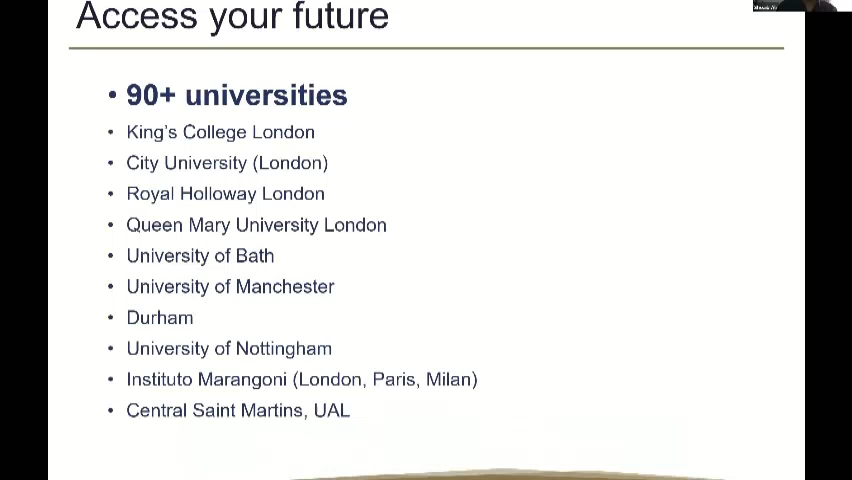 Access your future
• 90+ universities
• King's College London
• City University (London)
• Royal Holloway London
• Queen Mary University London
• University of Bath
• University of Manchester
• Durham
• University of Nottingham
• Instituto Marangoni (London, Paris, Milan)
• Central Saint Martins, UAL